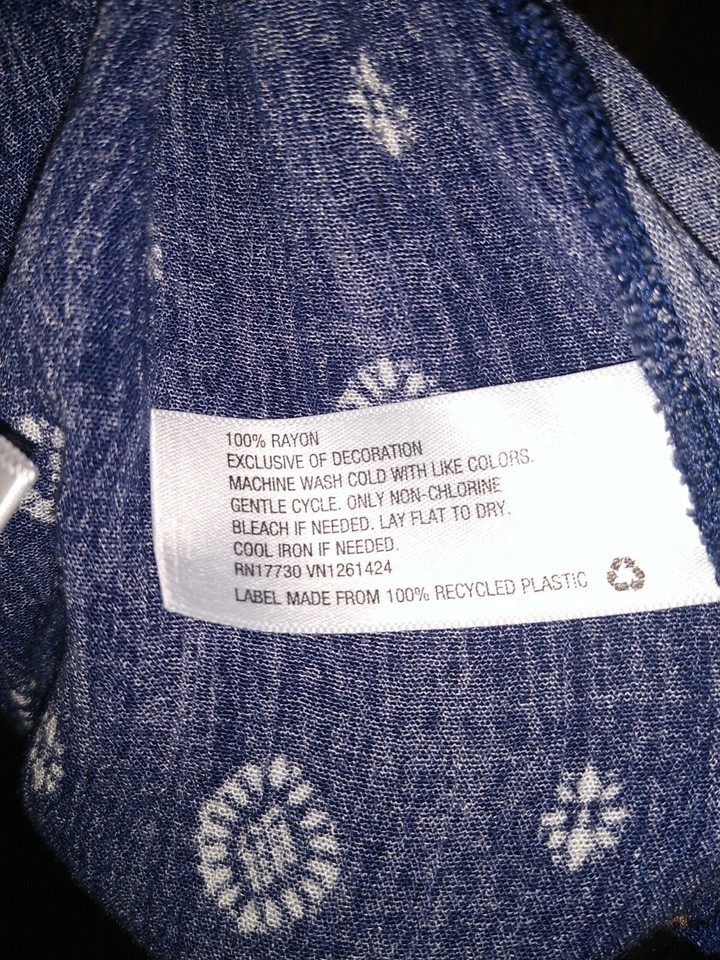 100% RAYON
EXCLUSIVE OF DECORATION
MACHINE WASH COLD WITH LIKE COLORS.
GENTLE CYCLE. ONLY NON-CHLORINE
BLEACH IF NEEDED. LAY FLAT TO DRY.
COOL IRON IF NEEDED.
RN17730 VN1261424
LABEL MADE FROM 100% RECYCLED PLASTIC